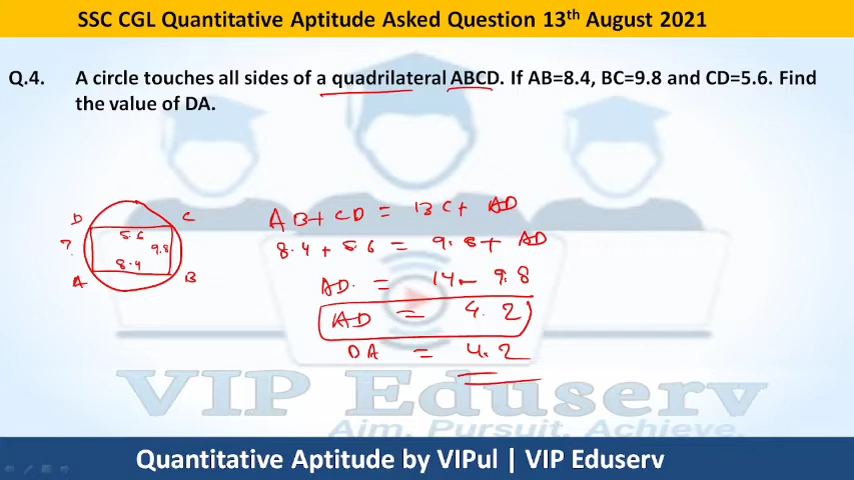 SSC CGL Quantitative Aptitude Asked Question 13th August 2021
Q.4. A circle touches all sides of a quadrilateral ABCD. If AB=8.4, BC=9.8 and CD=5.6. Find
the value of DA.
D C
5.6
? 9.8
8.4
A B
AB + CD = BC + AD
8.4 + 5.6 = 9.8 + AD
AD = 14 - 9.8
AD = 4.2
DA = 4.2
VIP Eduserv
Aim. Pursuit. Achieve.
Quantitative Aptitude by VIPul | VIP Eduserv